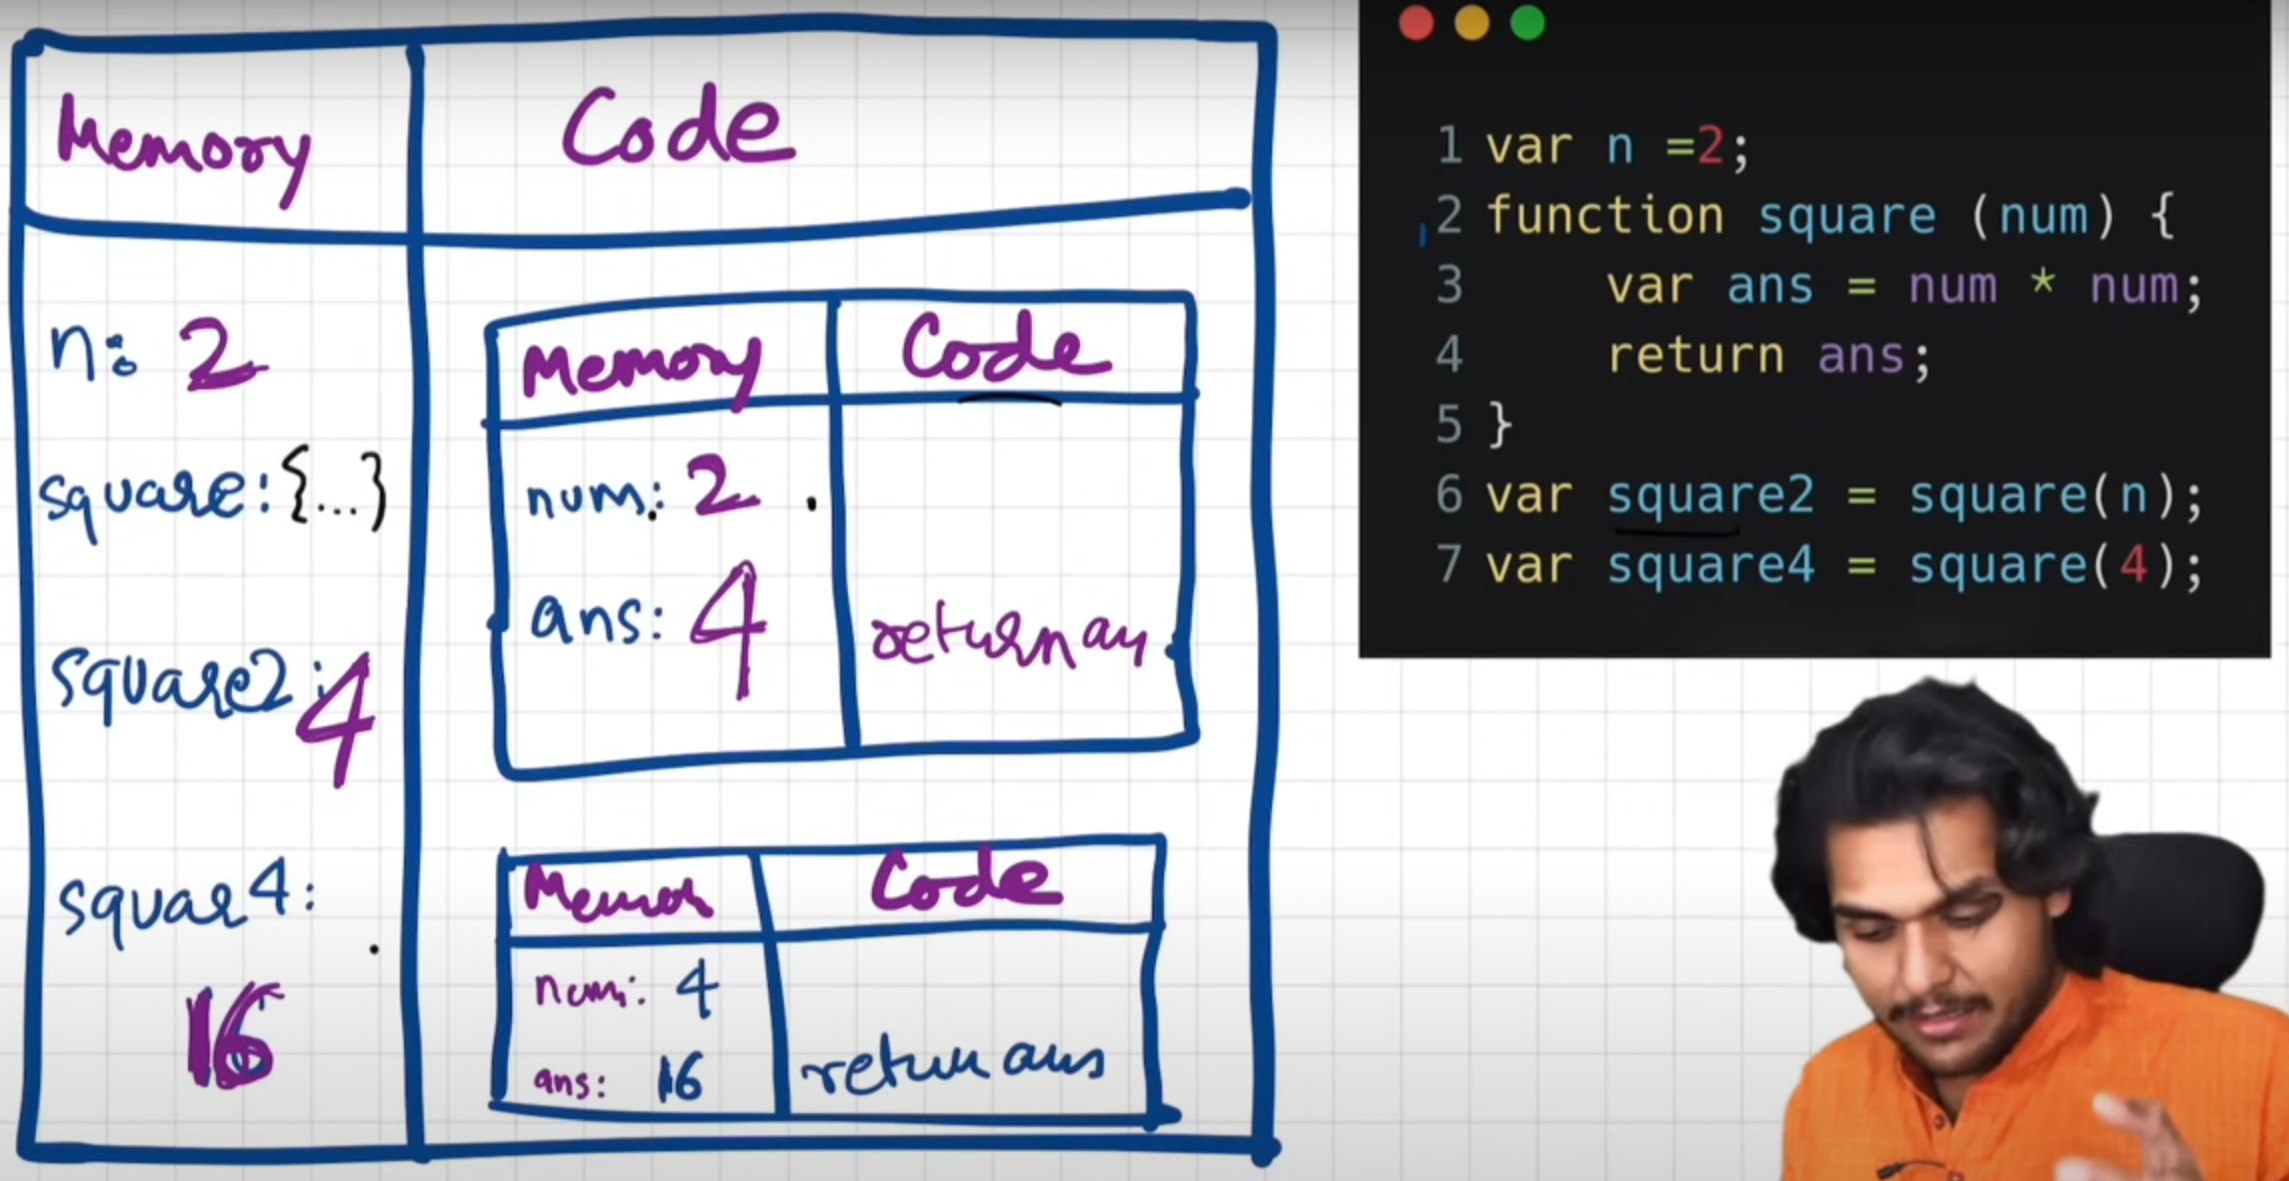 Memory
Code
n: 2
square: {...}
square2: 4
squar4:
16
Memory
Code
num: 2
ans: 4
return an
Memor
Code
num: 4
ans: 16
return ans
1 var n =2;
2 function square (num) {
3 var ans = num * num;
4 return ans;
5 }
6 var square2 = square(n);
7 var square4 = square(4);